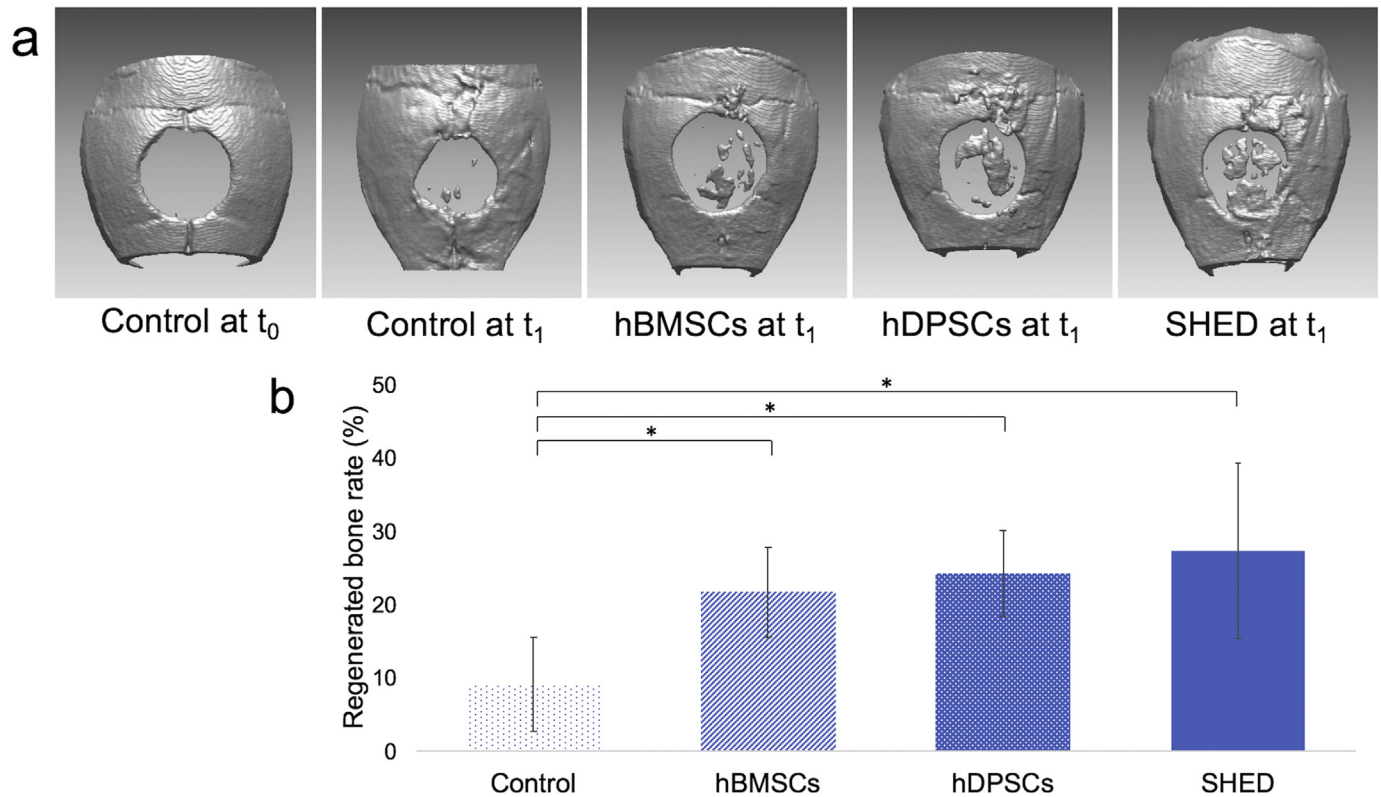 a
Control at t₀
Control at t₁
hBMSCs at t₁
hDPSCs at t₁
SHED at t₁
b
Regenerated bone rate (%)
50
40
30
20
10
0
*
*
*
Control
hBMSCs
hDPSCs
SHED